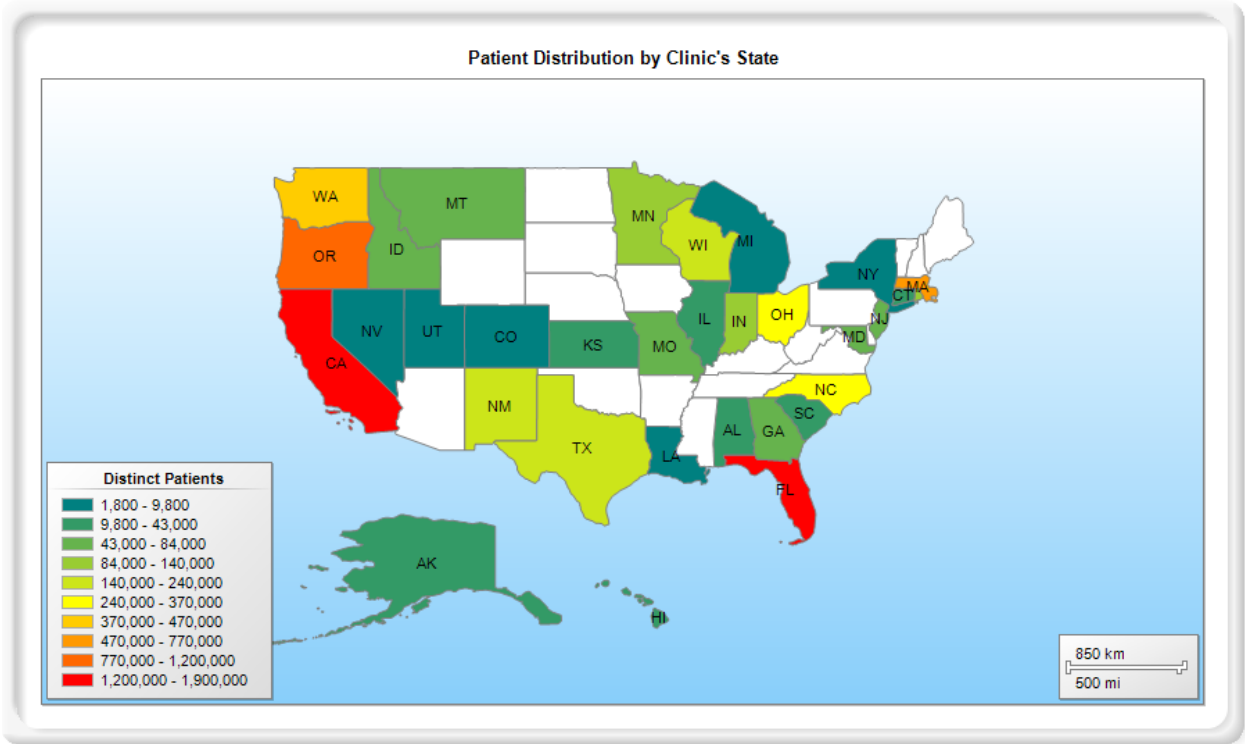 Patient Distribution by Clinic's State
WA
MT
MN
OR
ID
WI
MI
NY
MA
CT
NV
UT
CO
KS
MO
IL
IN
OH
NJ
MD
CA
NM
TX
NC
SC
AL
GA
LA
FL
AK
HI
Distinct Patients
1,800 - 9,800
9,800 - 43,000
43,000 - 84,000
84,000 - 140,000
140,000 - 240,000
240,000 - 370,000
370,000 - 470,000
470,000 - 770,000
770,000 - 1,200,000
1,200,000 - 1,900,000
850 km
500 mi